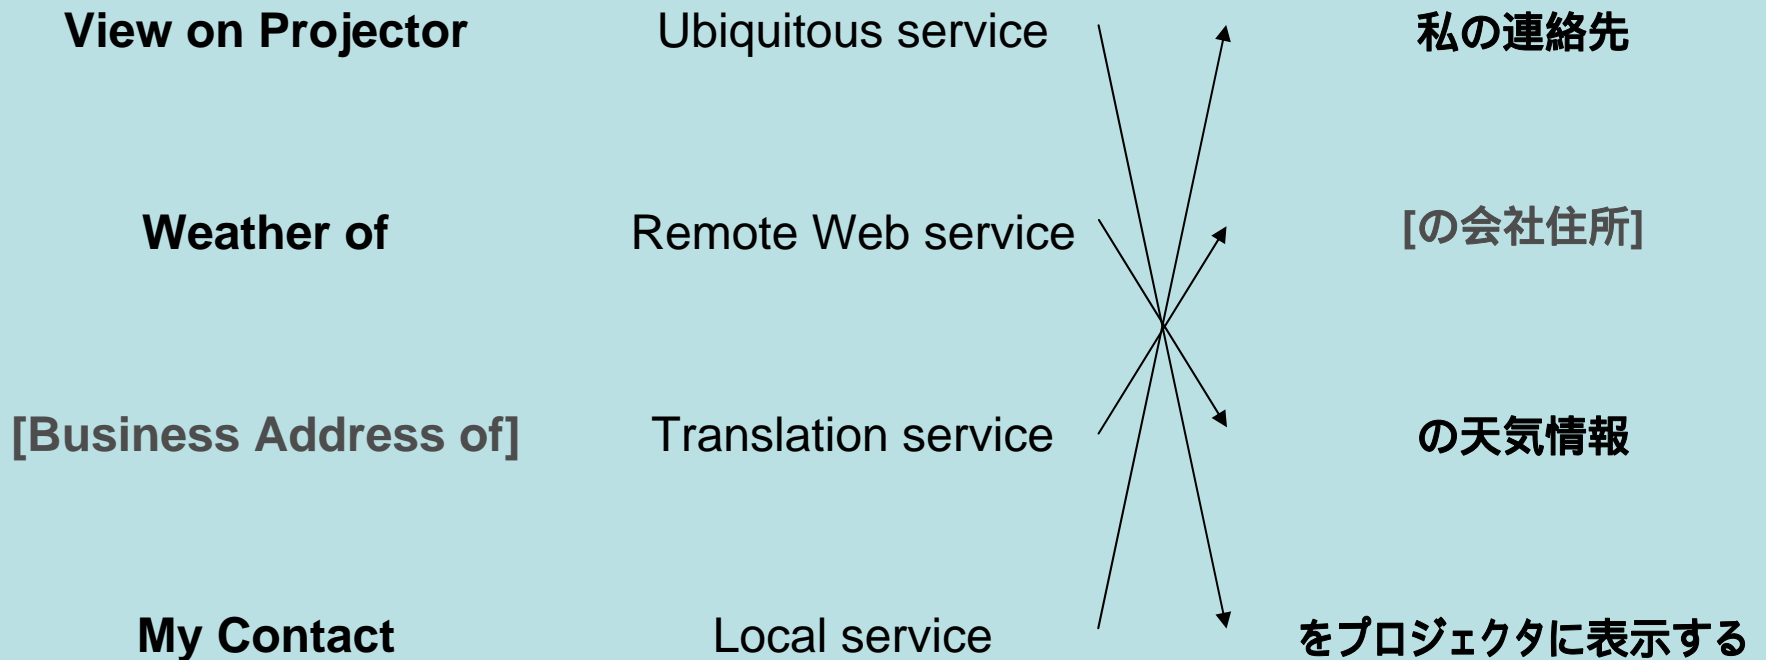 View on Projector Ubiquitous service 私の連絡先
Weather of Remote Web service [の会社住所]
[Business Address of] Translation service の天気情報
My Contact Local service をプロジェクタに表示する